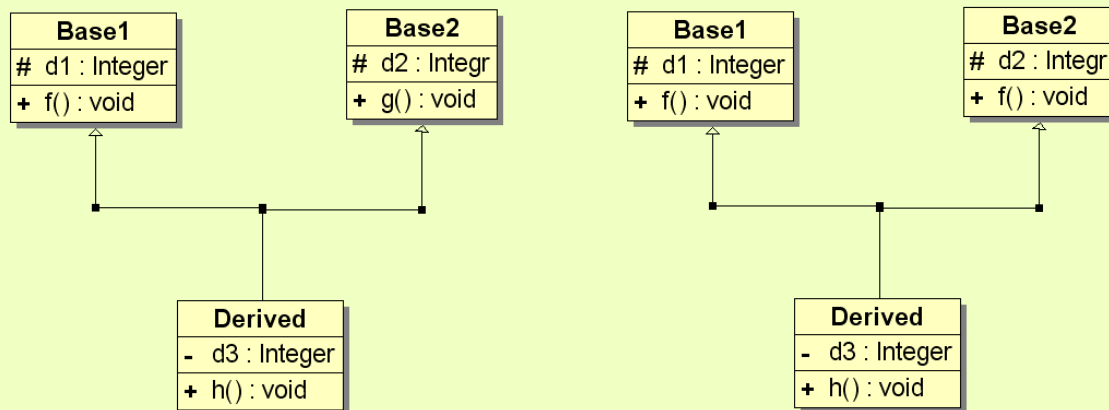 Base1
# d1 : Integer
+ f() : void
Base2
# d2 : Integr
+ g() : void
Derived
- d3 : Integer
+ h() : void
Base1
# d1 : Integer
+ f() : void
Base2
# d2 : Integr
+ f() : void
Derived
- d3 : Integer
+ h() : void